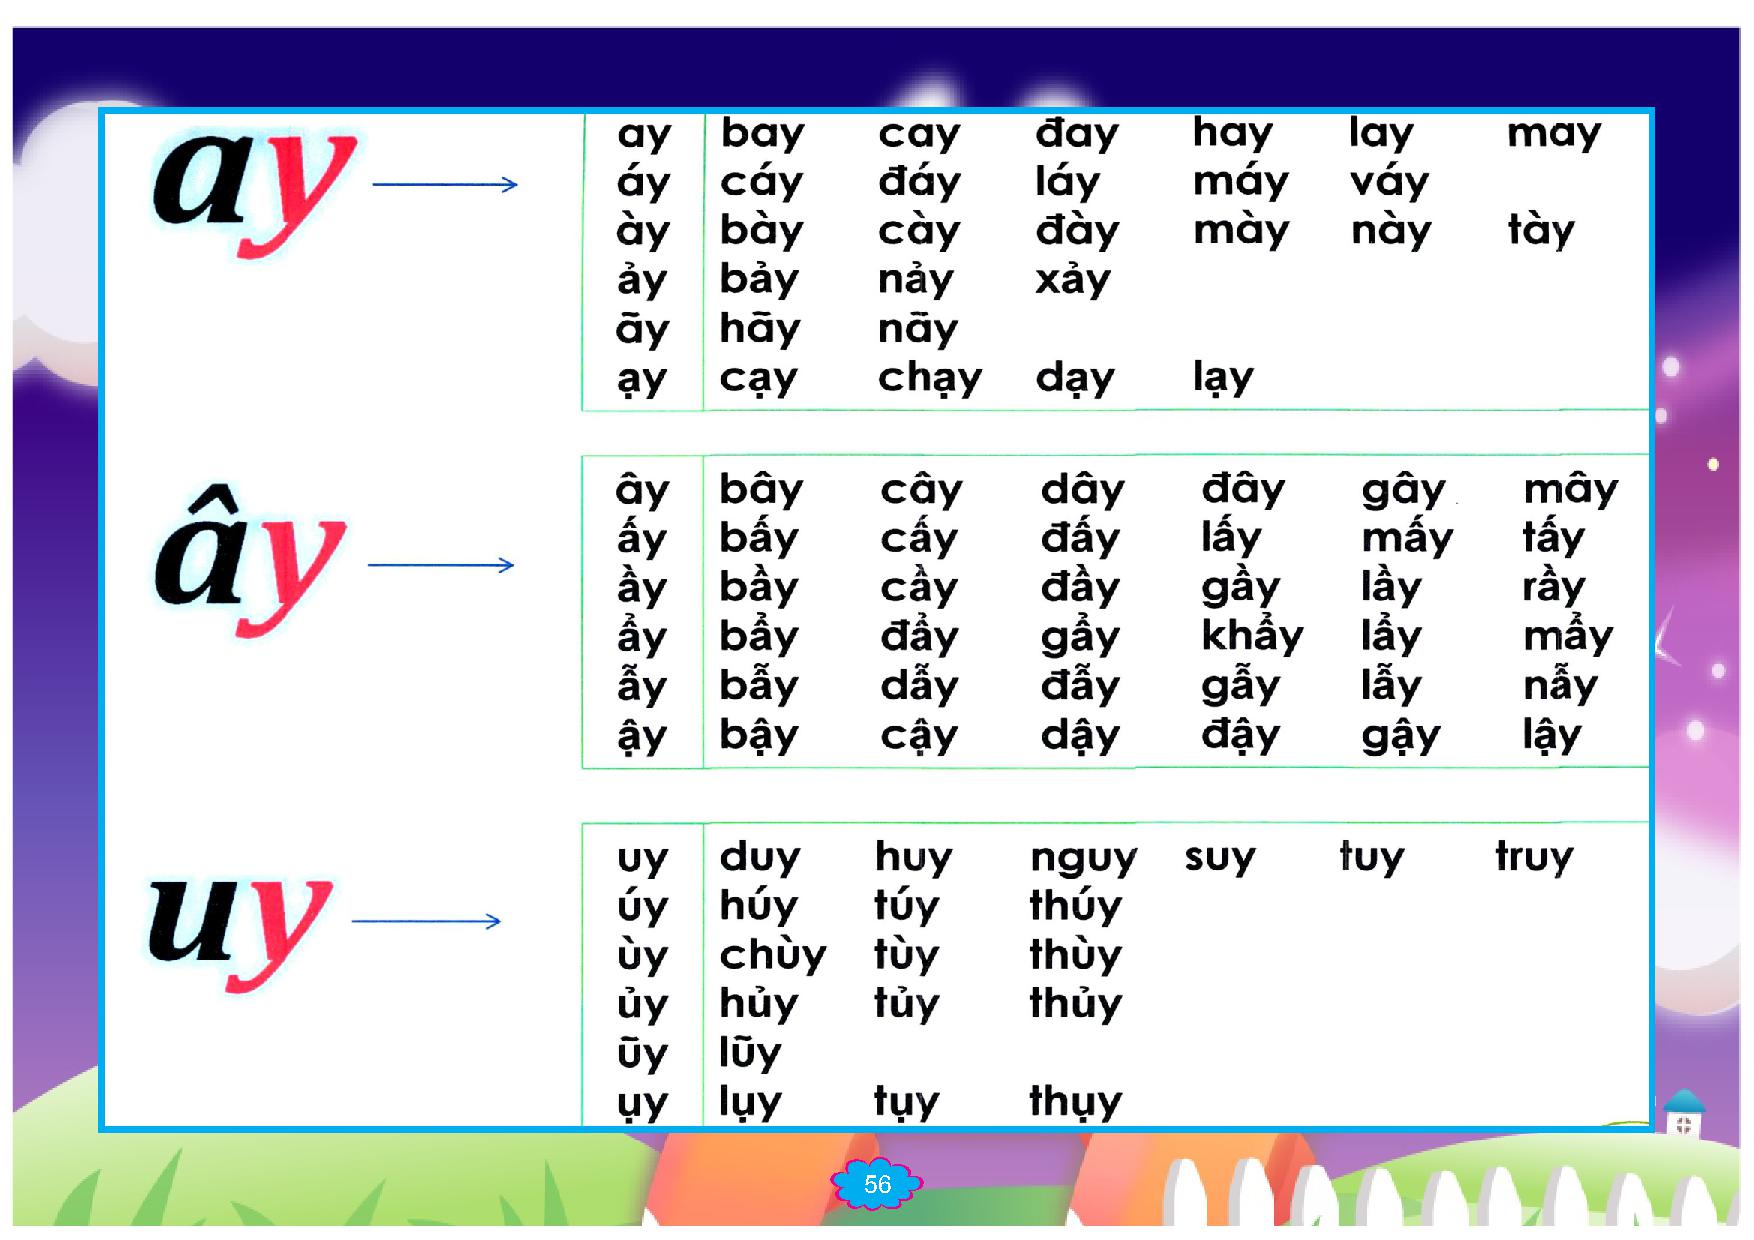 ay
ay bay cay đay hay lay may
áy cáy đáy láy máy váy
ày bày cày đày mày này tày
ảy bảy nảy xảy
ãy hãy nãy
ạy cạy chạy dạy lạy
ây
ây bây cây dây đây gây mây
ấy bấy cấy đấy lấy mấy tấy
ầy bầy cầy đầy gầy lầy rầy
ẩy bẩy đẩy gẩy khẩy lẩy mẩy
ẫy bẫy dẫy đẫy gẫy lẫy nẫy
ậy bậy cậy dậy đậy gậy lậy
uy
uy duy huy nguy suy tuy truy
úy húy túy thúy
ùy chùy tùy thùy
ủy hủy tủy thủy
ũy lũy
ụy lụy tụy thụy
56